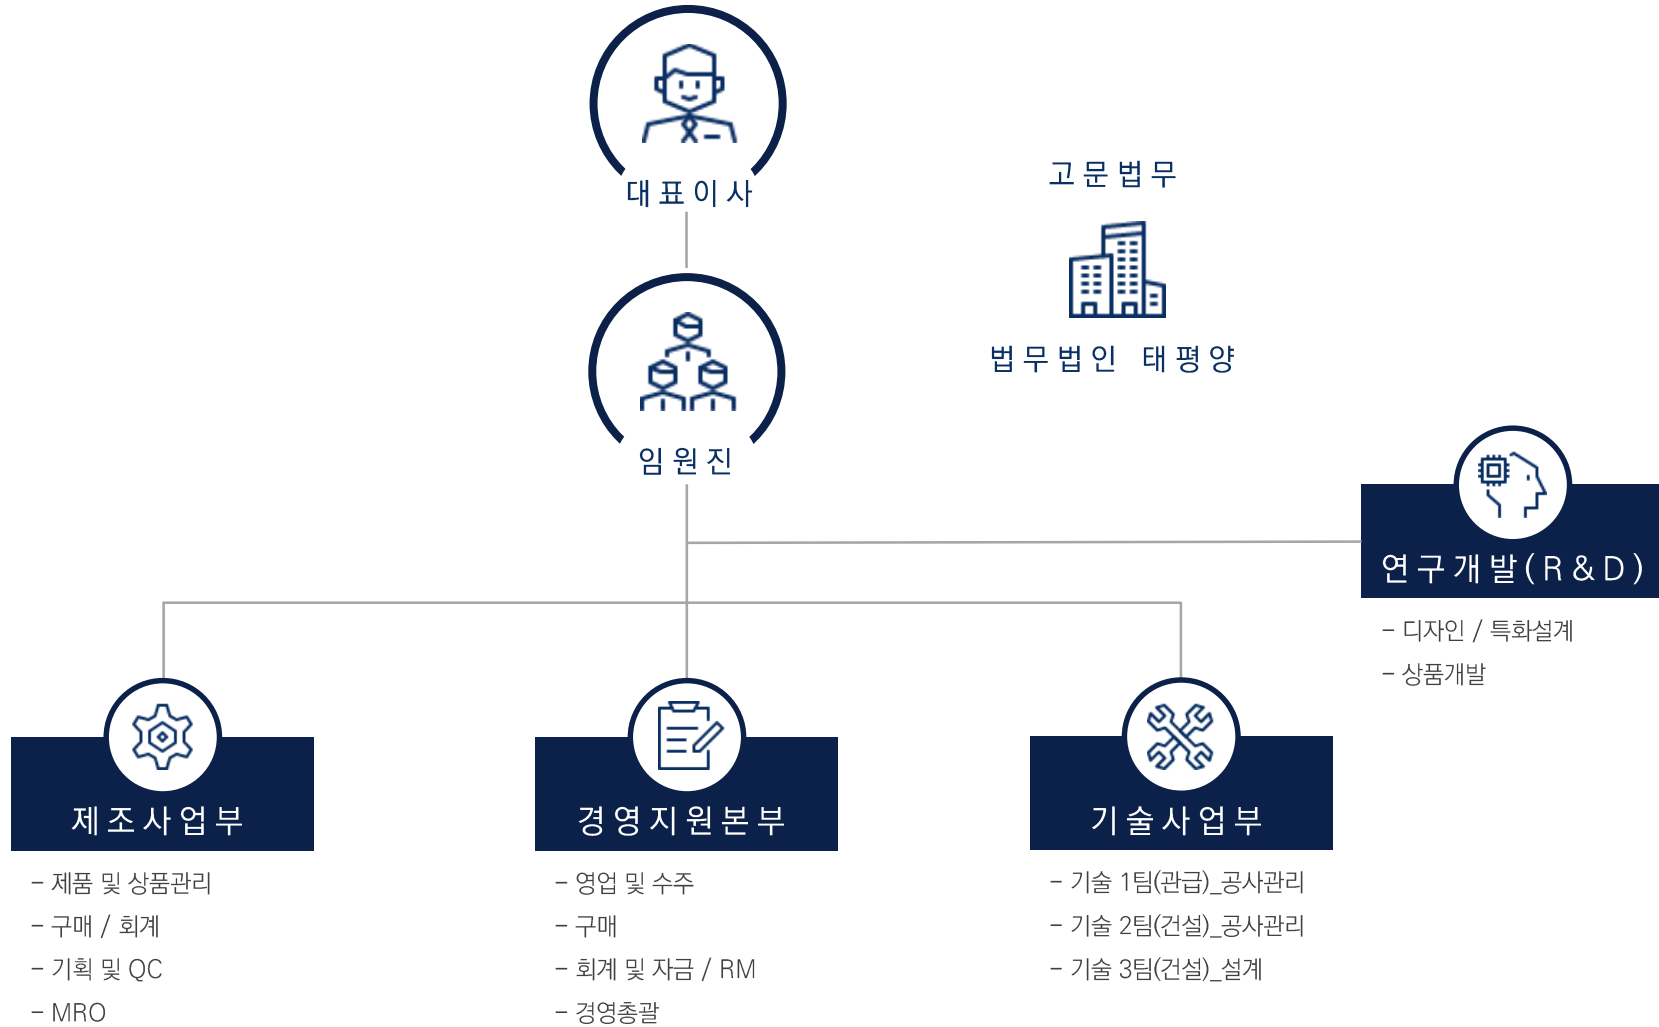 대표이사
고문법무
법무법인 태평양
임원진
연구개발(R&D)
- 디자인 / 특화설계
- 상품개발
제조사업부
- 제품 및 상품관리
- 구매 / 회계
- 기획 및 QC
- MRO
경영지원본부
- 영업 및 수주
- 구매
- 회계 및 자금 / RM
- 경영총괄
기술사업부
- 기술 1팀(관급)_공사관리
- 기술 2팀(건설)_공사관리
- 기술 3팀(건설)_설계